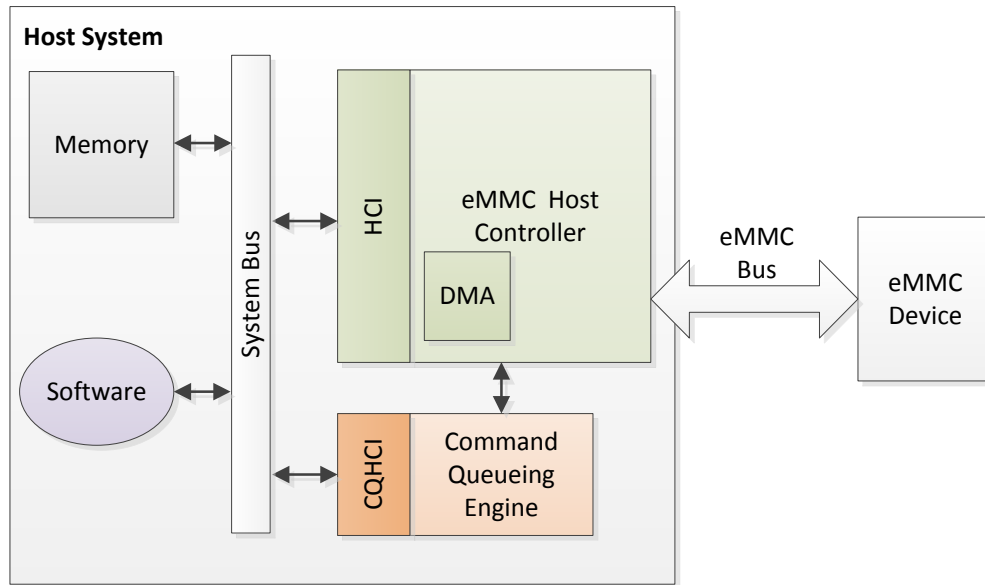 Host System
Memory
Software
System Bus
HCI
eMMC Host
Controller
DMA
CQHCI
Command
Queueing
Engine
eMMC
Bus
eMMC
Device